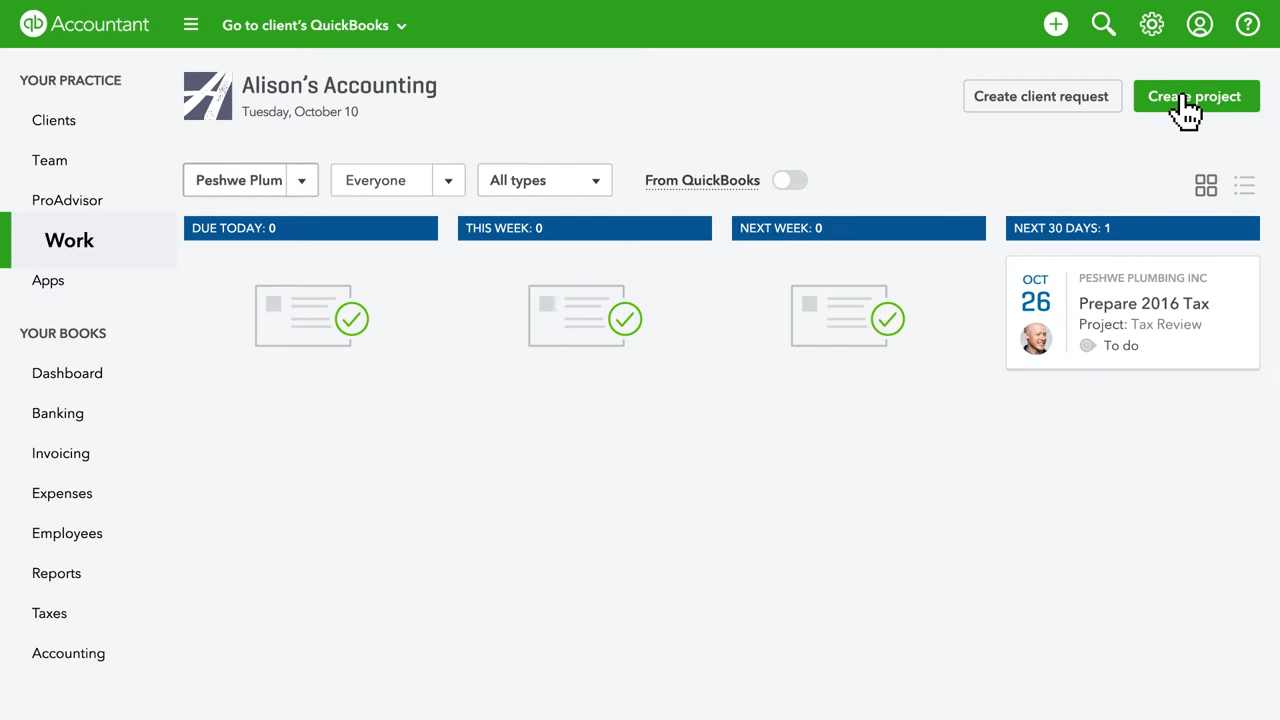 qb Accountant
Go to client's QuickBooks
YOUR PRACTICE
Clients
Team
ProAdvisor
Work
Apps
YOUR BOOKS
Dashboard
Banking
Invoicing
Expenses
Employees
Reports
Taxes
Accounting
Alison's Accounting
Tuesday, October 10
Create client request
Create project
Peshwe Plum
Everyone
All types
From QuickBooks
DUE TODAY: 0
THIS WEEK: 0
NEXT WEEK: 0
NEXT 30 DAYS: 1
OCT
26
PESHWE PLUMBING INC
Prepare 2016 Tax
Project: Tax Review
To do